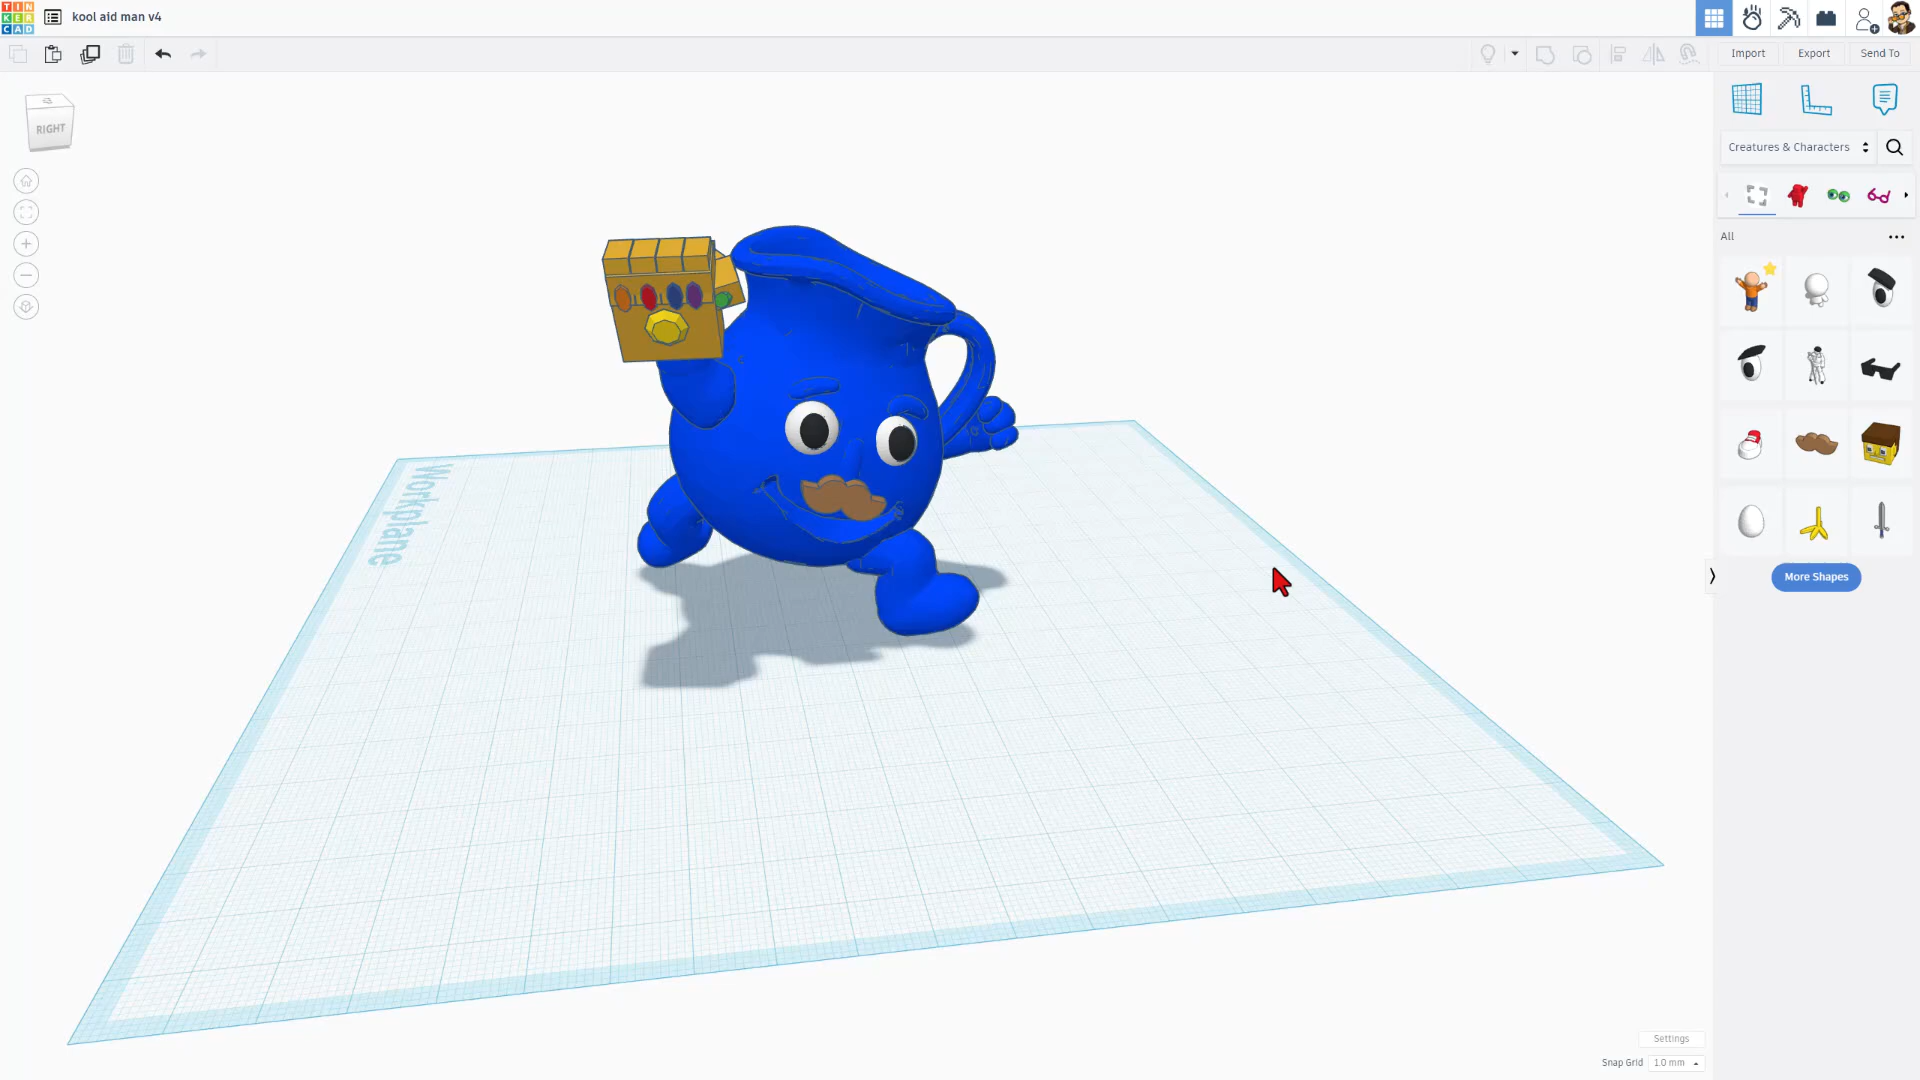 TIN
KER
CAD
kool aid man v4
Import
Export
Send To
RIGHT
Creatures & Characters
All
Workplane
More Shapes
Settings
Snap Grid 1.0 mm